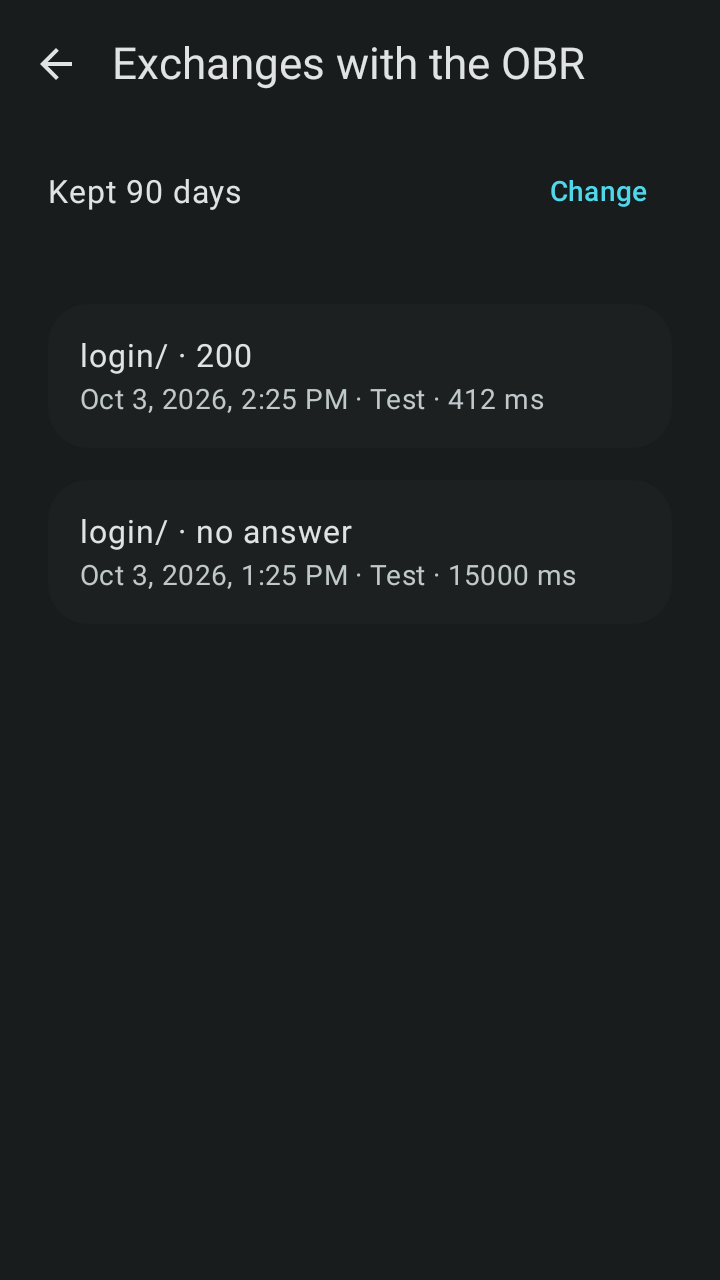 Exchanges with the OBR
Kept 90 days
Change
login/ · 200
Oct 3, 2026, 2:25 PM · Test · 412 ms
login/ · no answer
Oct 3, 2026, 1:25 PM · Test · 15000 ms